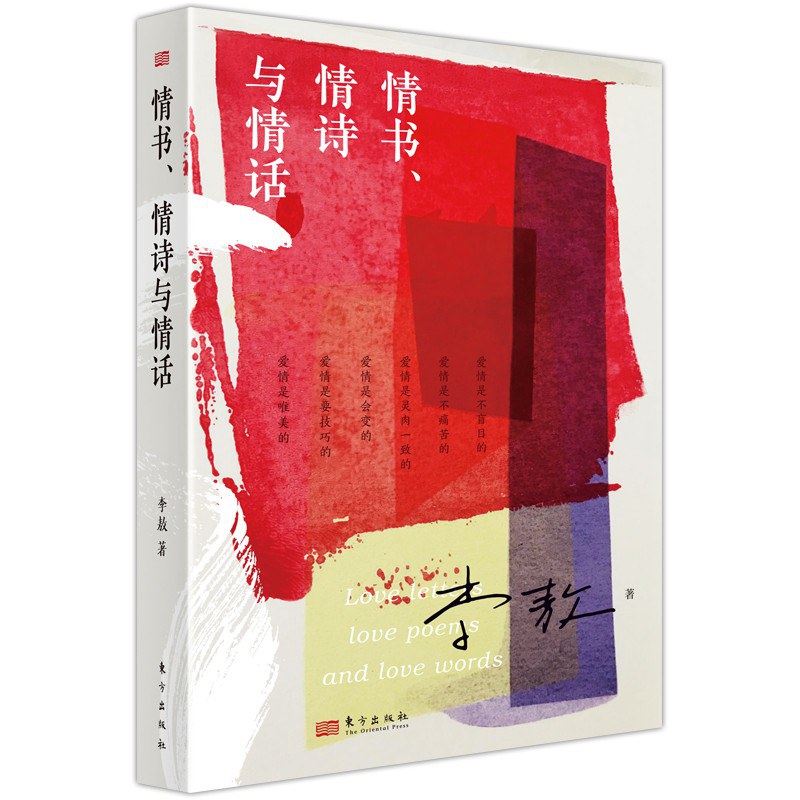 情书、
情诗
与情话
爱情是不盲目的
爱情是不痛苦的
爱情是灵肉一致的
爱情是会变的
爱情是要技巧的
爱情是唯美的
李敖
著
Love letters
love poems
and love words
東方出版社
The Oriental Press
情书、情诗与情话
李敖 著
東方出版社